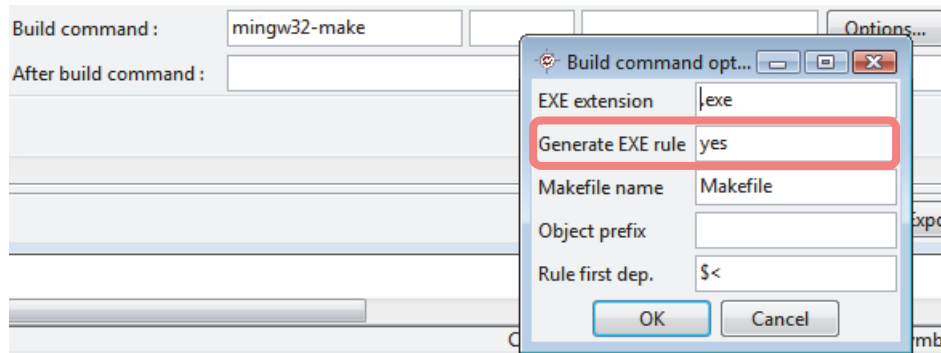 Build command :
mingw32-make
Options...
After build command :
Build command opt...
EXE extension
.exe
Generate EXE rule
yes
Makefile name
Makefile
Object prefix
Rule first dep.
$<
OK
Cancel